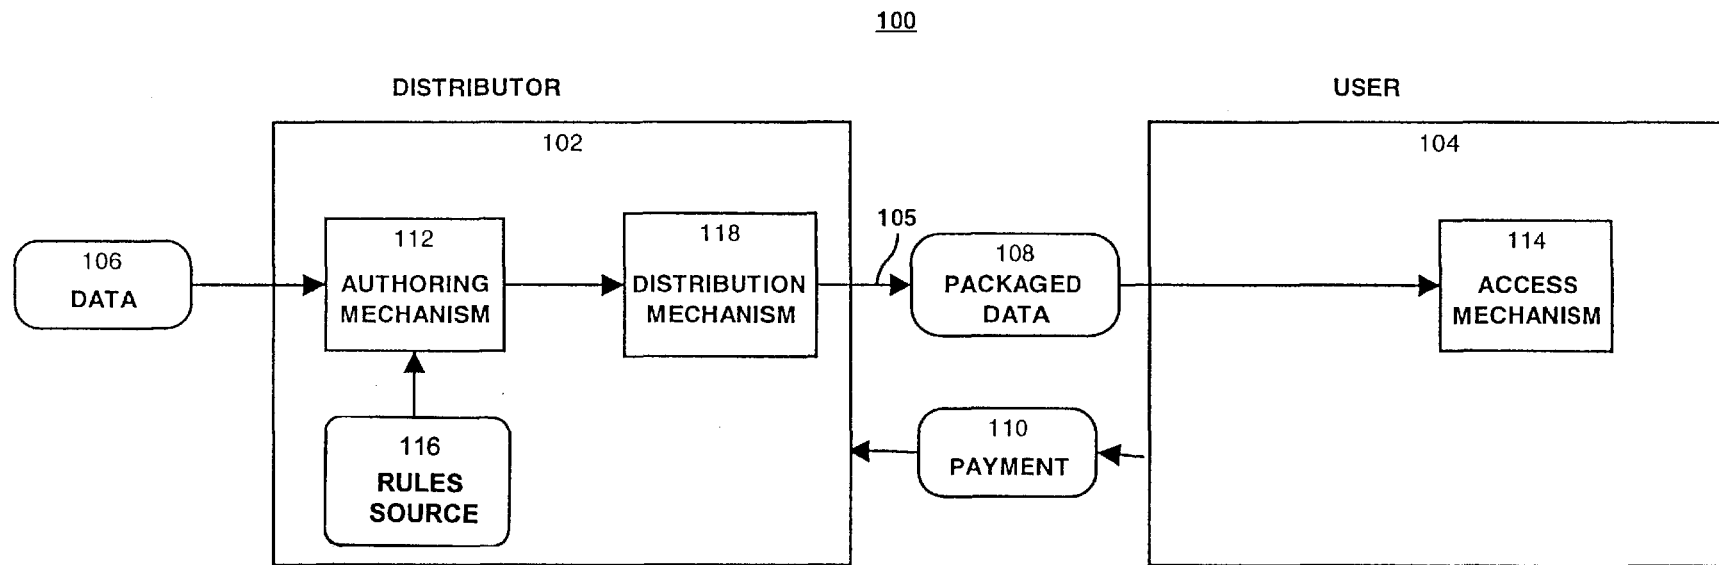 100
DISTRIBUTOR
USER
102
104
105
106
DATA
112
AUTHORING
MECHANISM
118
DISTRIBUTION
MECHANISM
108
PACKAGED
DATA
114
ACCESS
MECHANISM
116
RULES
SOURCE
110
PAYMENT